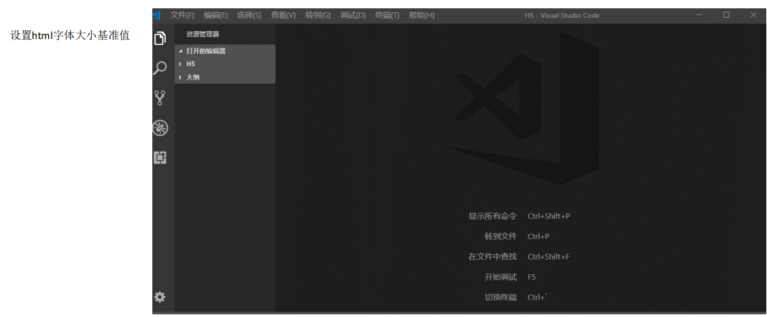 设置html字体大小基准值
文件(F) 编辑(E) 选择(S) 查看(V) 转到(G) 调试(D) 终端(T) 帮助(H)
H5 - Visual Studio Code
资源管理器
打开的编辑器
H5
大纲
显示所有命令 Ctrl+Shift+P
转到文件 Ctrl+P
在文件中查找 Ctrl+Shift+F
开始调试 F5
切换终端 Ctrl+`